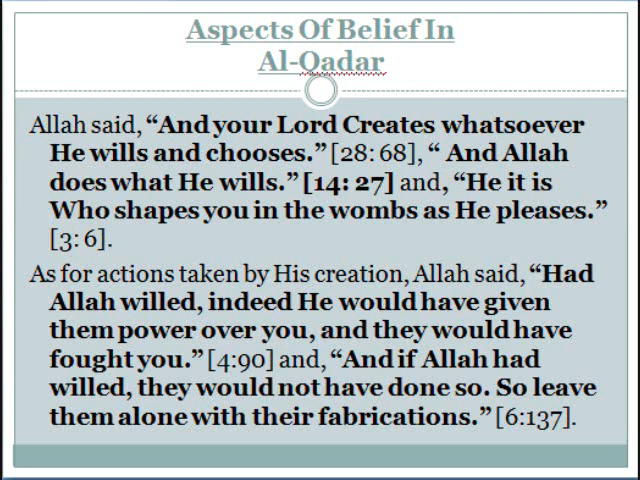 Aspects Of Belief In
Al-Qadar
Allah said, “And your Lord Creates whatsoever
He wills and chooses.” [28: 68], “ And Allah
does what He wills.” [14: 27] and, “He it is
Who shapes you in the wombs as He pleases.”
[3: 6].
As for actions taken by His creation, Allah said, “Had
Allah willed, indeed He would have given
them power over you, and they would have
fought you.” [4:90] and, “And if Allah had
willed, they would not have done so. So leave
them alone with their fabrications.” [6:137].